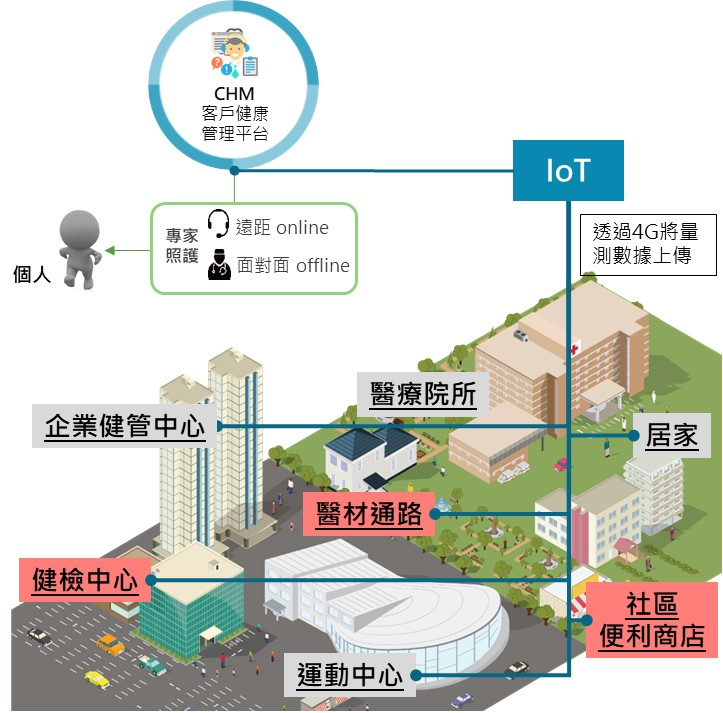 CHM
客戶健康
管理平台
IoT
透過4G將量
測數據上傳
專家
照護
遠距 online
面對面 offline
個人
醫療院所
企業健管中心
居家
醫材通路
健檢中心
社區
便利商店
運動中心